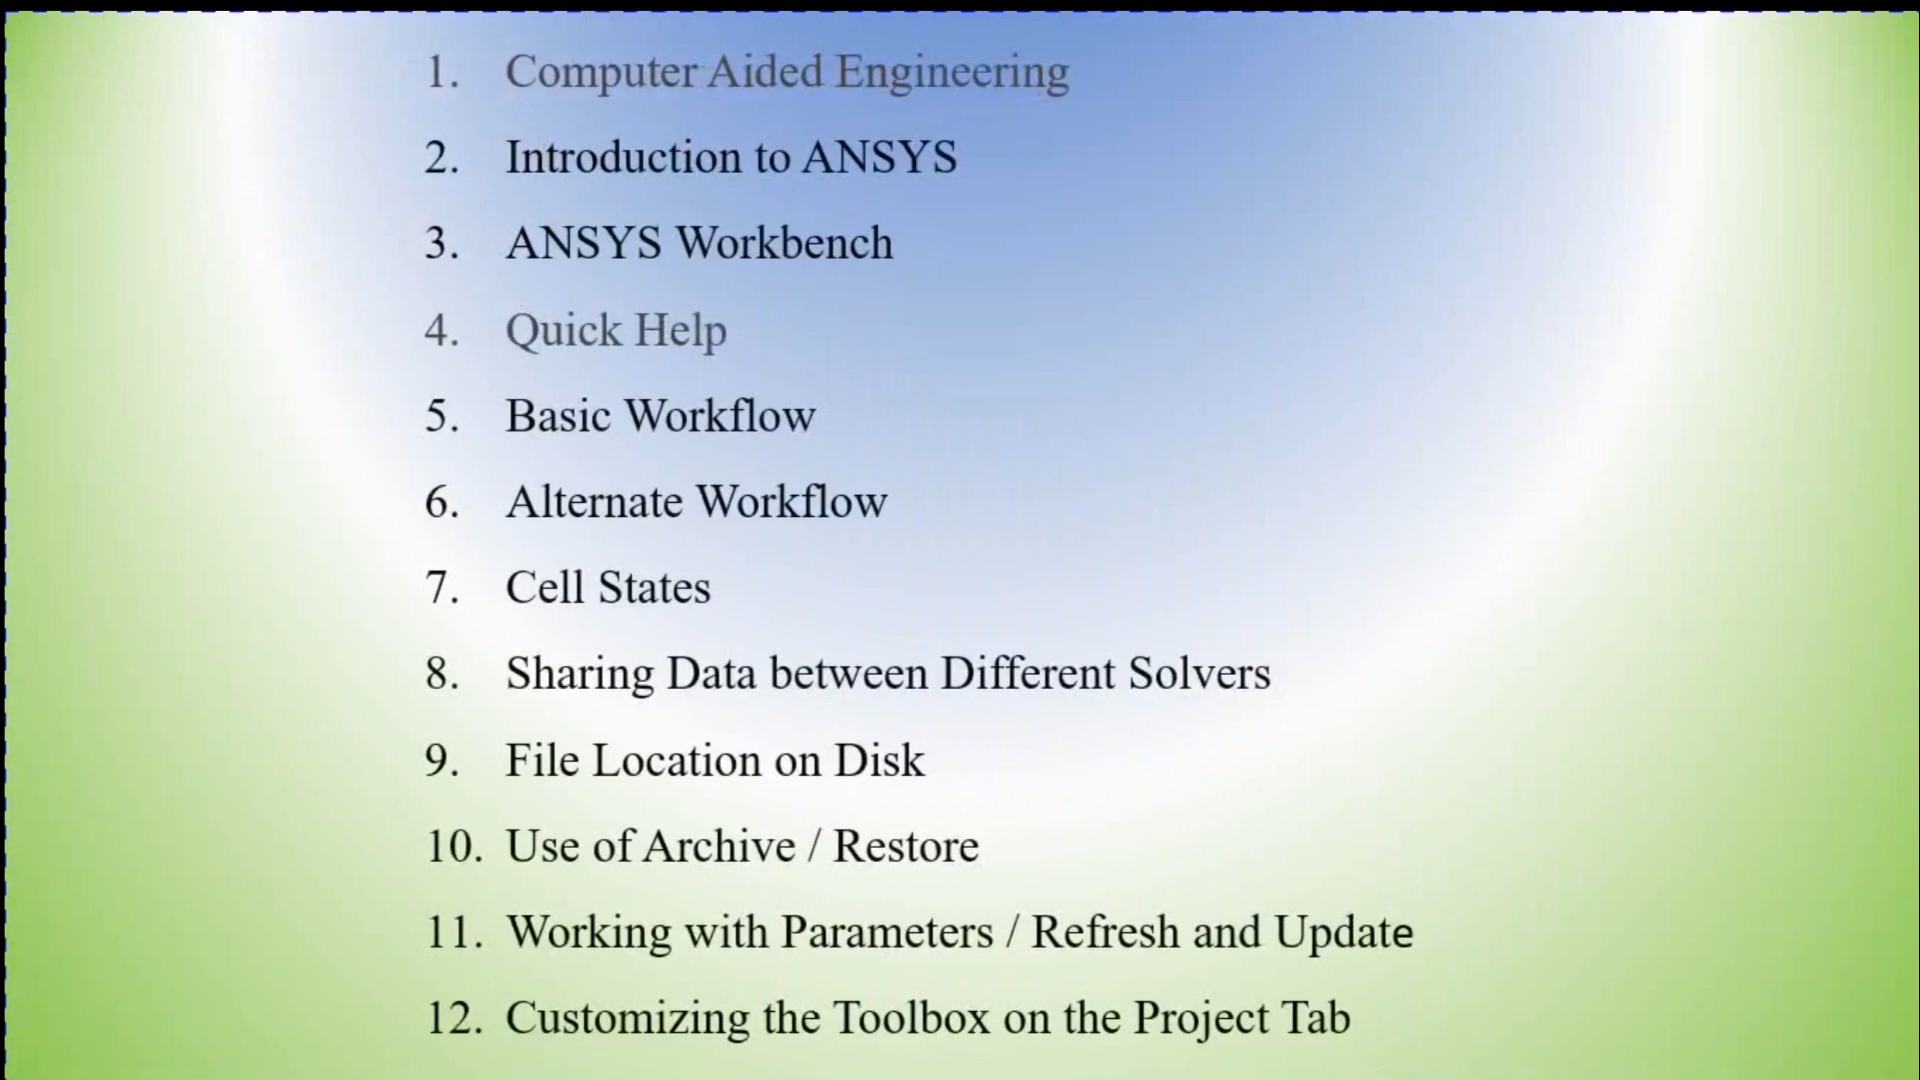 1. Computer Aided Engineering
2. Introduction to ANSYS
3. ANSYS Workbench
4. Quick Help
5. Basic Workflow
6. Alternate Workflow
7. Cell States
8. Sharing Data between Different Solvers
9. File Location on Disk
10. Use of Archive / Restore
11. Working with Parameters / Refresh and Update
12. Customizing the Toolbox on the Project Tab